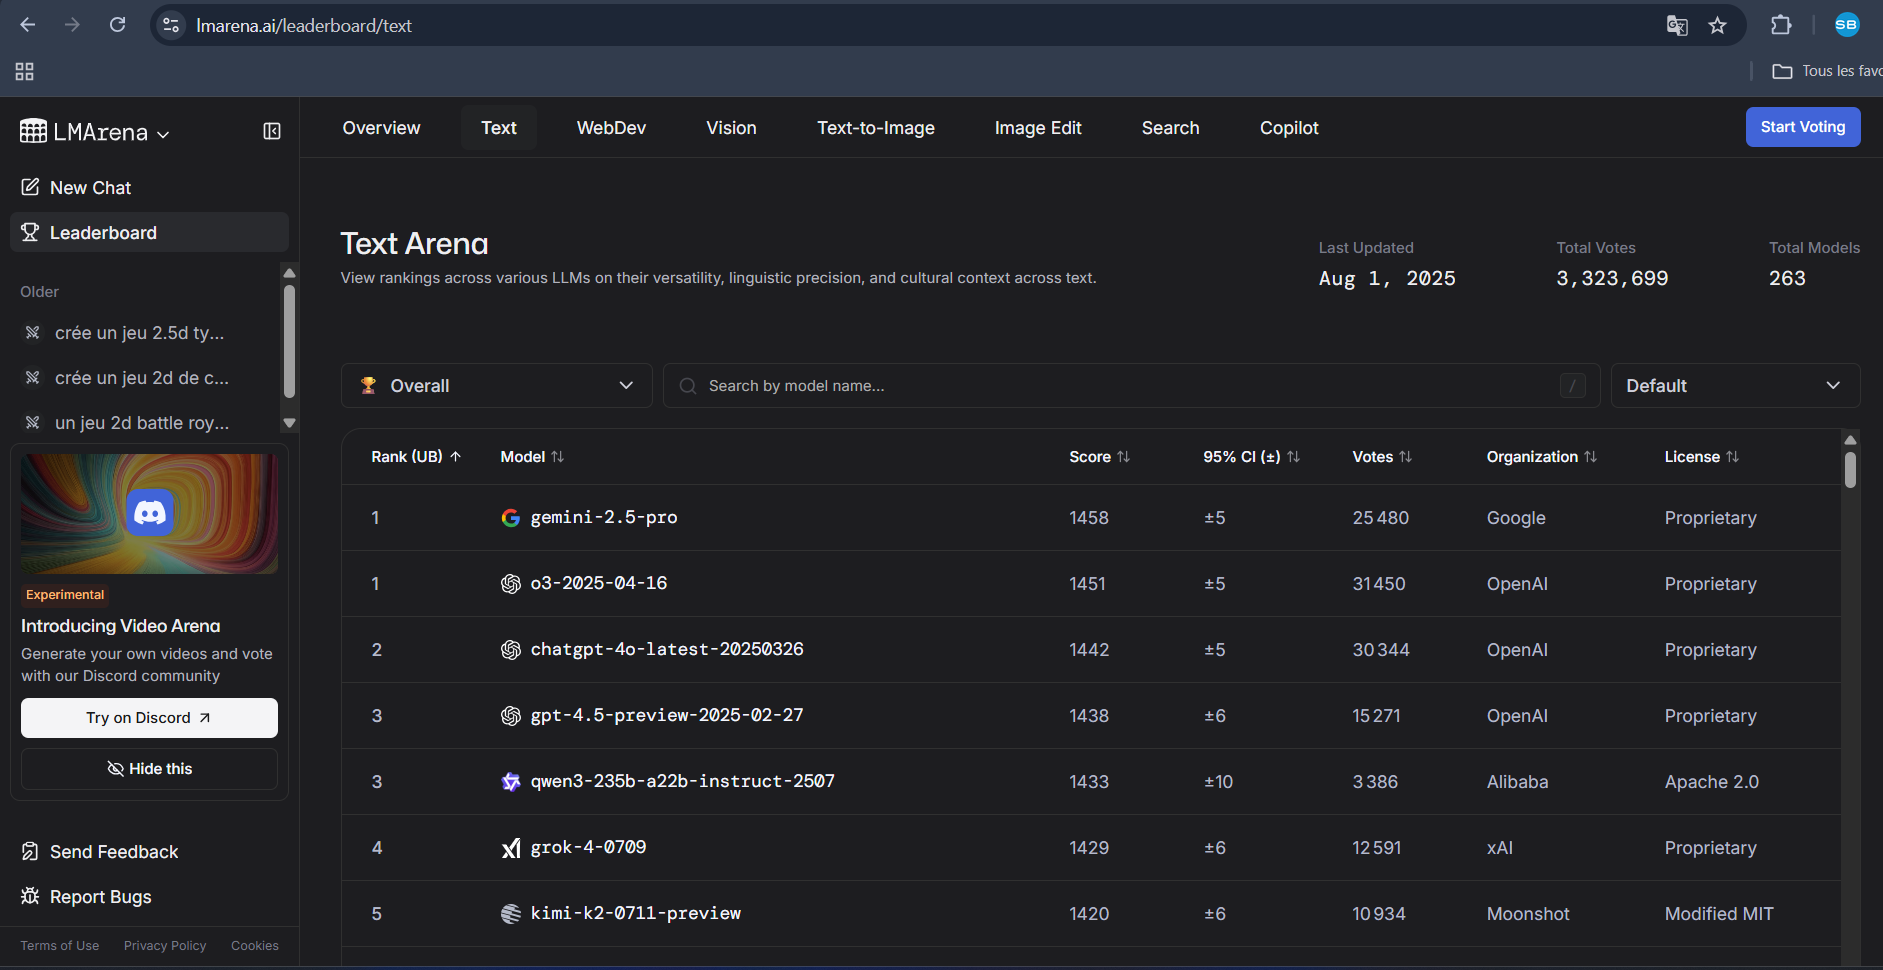 lmarena.ai/leaderboard/text
SB
Tous les favo
LMArena
New Chat
Leaderboard
Older
crée un jeu 2.5d ty...
crée un jeu 2d de c...
un jeu 2d battle roy...
Experimental
Introducing Video Arena
Generate your own videos and vote
with our Discord community
Try on Discord
Hide this
Send Feedback
Report Bugs
Terms of Use Privacy Policy Cookies
Overview Text WebDev Vision Text-to-Image Image Edit Search Copilot Start Voting
Text Arena
View rankings across various LLMs on their versatility, linguistic precision, and cultural context across text.
Last Updated Total Votes Total Models
Aug 1, 2025 3,323,699 263
Overall Search by model name... / Default
Rank (UB) Model Score 95% CI (±) Votes Organization License
1 gemini-2.5-pro 1458 ±5 25 480 Google Proprietary
1 o3-2025-04-16 1451 ±5 31 450 OpenAI Proprietary
2 chatgpt-4o-latest-20250326 1442 ±5 30 344 OpenAI Proprietary
3 gpt-4.5-preview-2025-02-27 1438 ±6 15 271 OpenAI Proprietary
3 qwen3-235b-a22b-instruct-2507 1433 ±10 3 386 Alibaba Apache 2.0
4 grok-4-0709 1429 ±6 12 591 xAI Proprietary
5 kimi-k2-0711-preview 1420 ±6 10 934 Moonshot Modified MIT